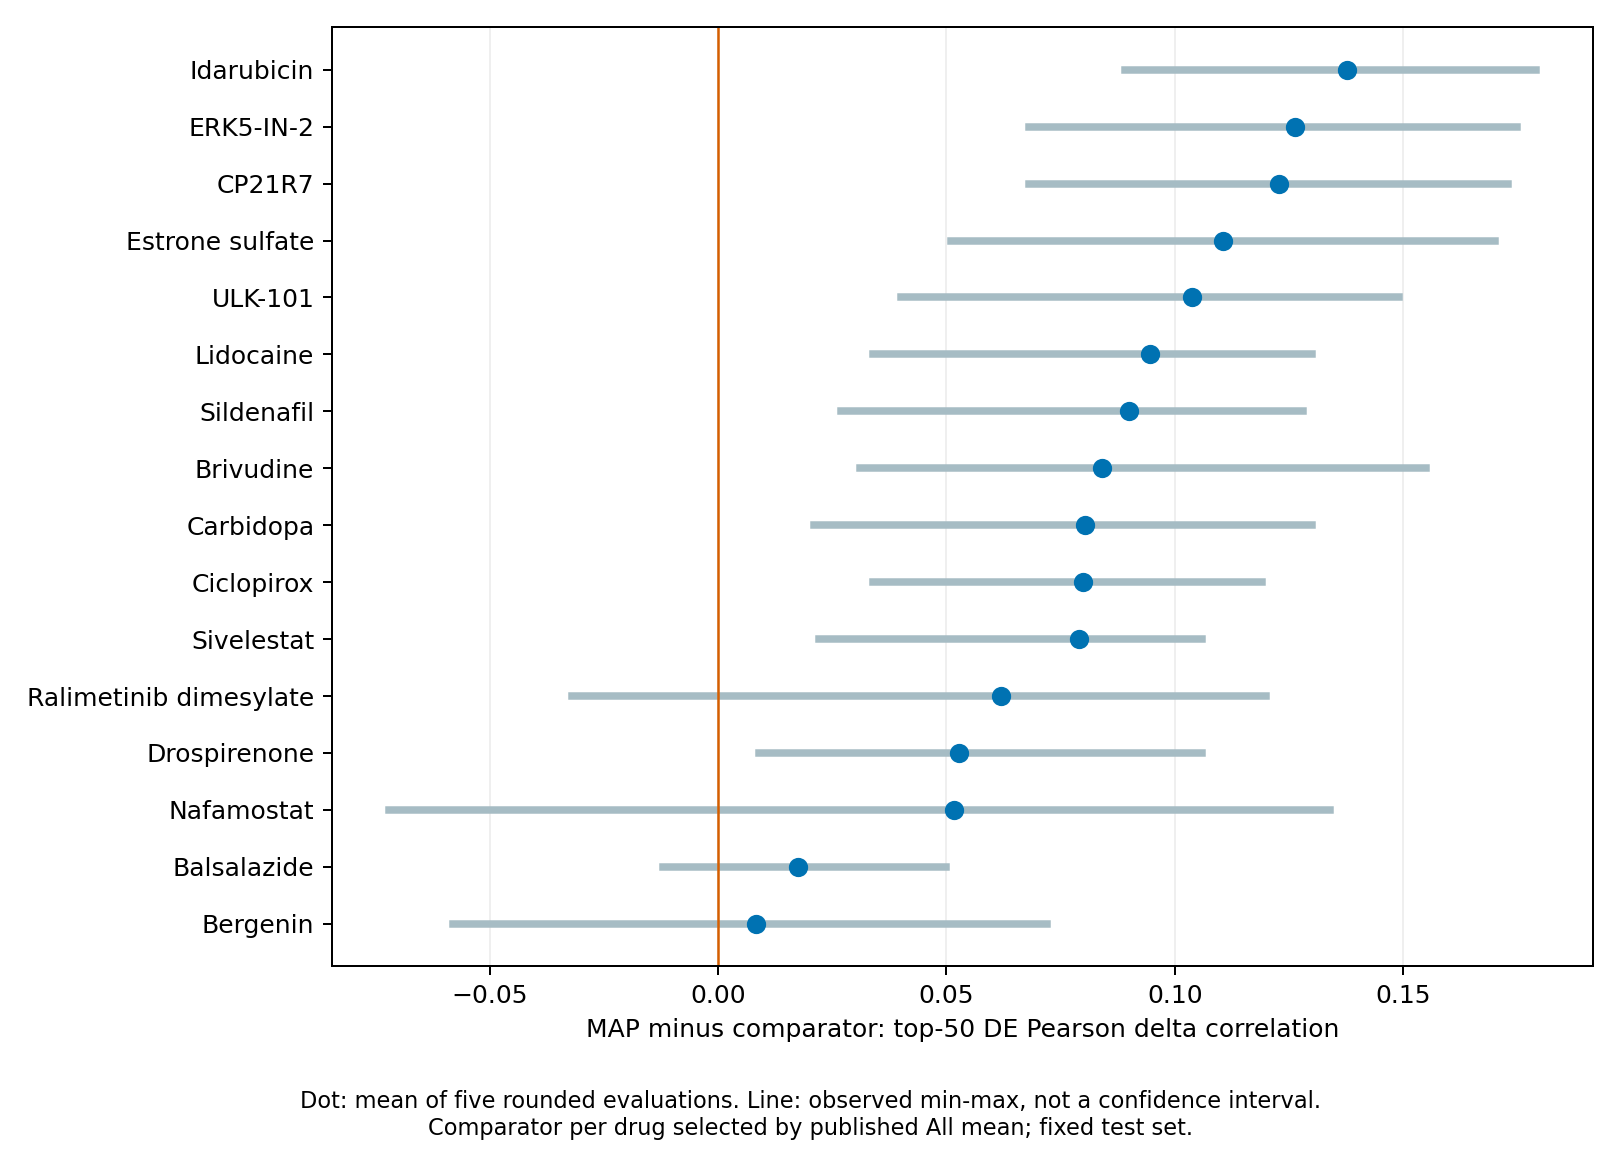 Idarubicin
ERK5-IN-2
CP21R7
Estrone sulfate
ULK-101
Lidocaine
Sildenafil
Brivudine
Carbidopa
Ciclopirox
Sivelestat
Ralimetinib dimesylate
Drospirenone
Nafamostat
Balsalazide
Bergenin
−0.05 0.00 0.05 0.10 0.15
MAP minus comparator: top-50 DE Pearson delta correlation
Dot: mean of five rounded evaluations. Line: observed min-max, not a confidence interval.
Comparator per drug selected by published All mean; fixed test set.